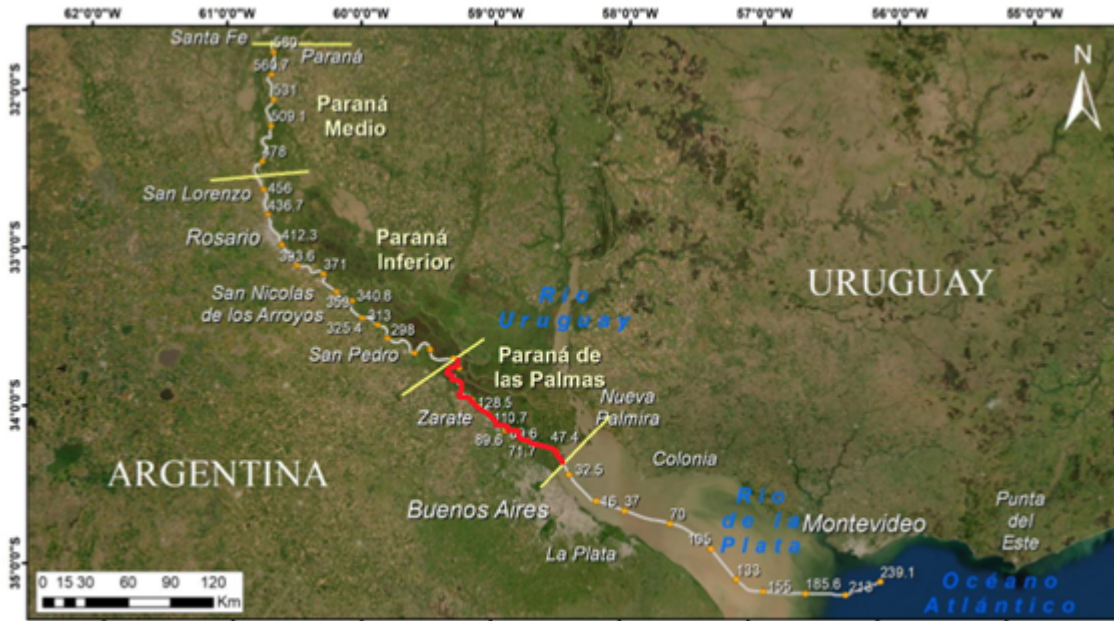 62°0'0"O
61°0'0"O
60°0'0"O
59°0'0"O
58°0'0"O
57°0'0"O
56°0'0"O
55°0'0"O
Santa Fe
Paraná
531
509.1
478
Paraná
Medio
N
32°0'0"S
San Lorenzo
456
436.7
Rosario
412.3
393.6
371
Paraná
Inferior
33°0'0"S
San Nicolas
de los Arroyos
359
340.8
313
325.4
298
San Pedro
Río
Uruguay
URUGUAY
Paraná de
las Palmas
Nueva
Palmira
34°0'0"S
Zarate
128.5
110.7
89.6
71.7
47.4
32.5
Colonia
ARGENTINA
Buenos Aires
46
37
70
La Plata
Río
de la
Plata
Montevideo
Punta
del
Este
35°0'0"S
133
155
185.6
239.1
Océano
Atlántico
0 15 30 60 90 120
Km